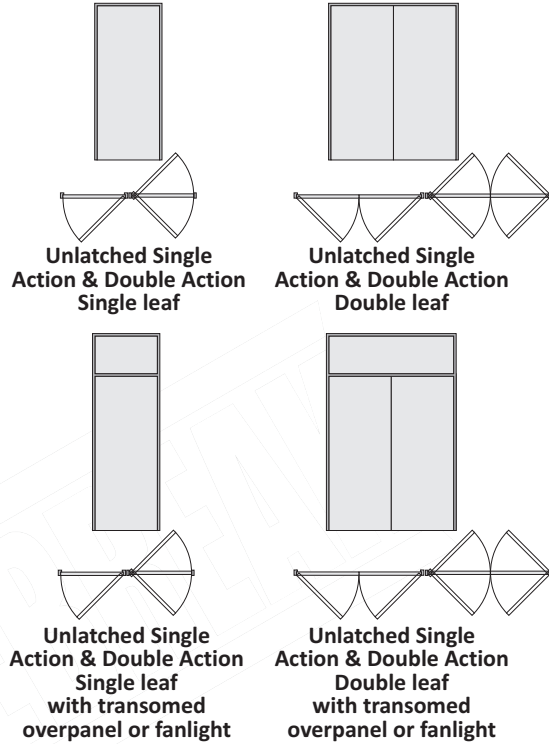 Unlatched Single
Action & Double Action
Single leaf
Unlatched Single
Action & Double Action
Double leaf
Unlatched Single
Action & Double Action
Single leaf
with transomed
overpanel or fanlight
Unlatched Single
Action & Double Action
Double leaf
with transomed
overpanel or fanlight